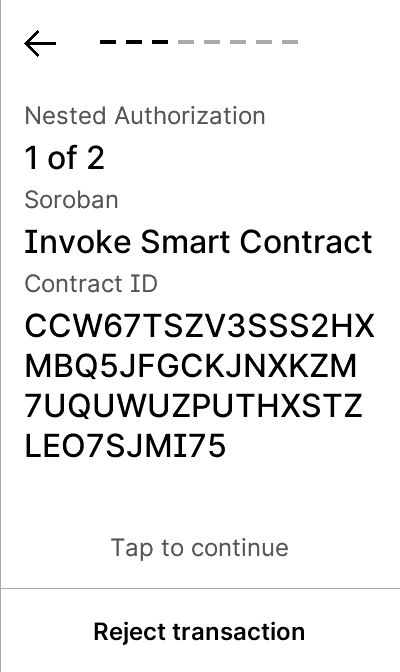 Nested Authorization
1 of 2
Soroban
Invoke Smart Contract
Contract ID
CCW67TSZV3SSS2HX
MBQ5JFGCKJNXKZM
7UQUWUZPUTHXSTZ
LEO7SJMI75
Tap to continue
Reject transaction